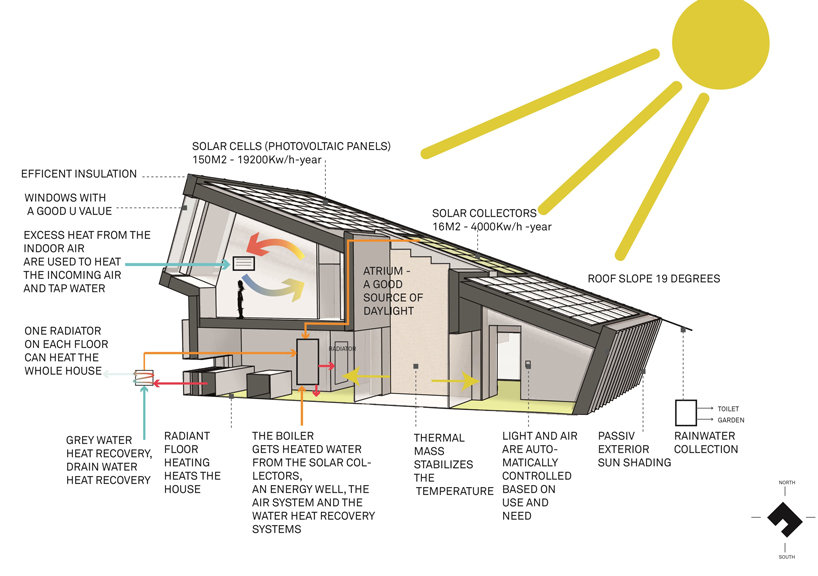 SOLAR CELLS (PHOTOVOLTAIC PANELS)
150M2 - 19200Kw/h-year
EFFICENT INSULATION
WINDOWS WITH
A GOOD U VALUE
SOLAR COLLECTORS
16M2 - 4000Kw/h -year
EXCESS HEAT FROM THE
INDOOR AIR
ARE USED TO HEAT
THE INCOMING AIR
AND TAP WATER
ATRIUM -
A GOOD
SOURCE OF
DAYLIGHT
ROOF SLOPE 19 DEGREES
ONE RADIATOR
ON EACH FLOOR
CAN HEAT THE
WHOLE HOUSE
RADIATOR
TOILET
GARDEN
GREY WATER
HEAT RECOVERY,
DRAIN WATER
HEAT RECOVERY
RADIANT
FLOOR
HEATING
HEATS THE
HOUSE
THE BOILER
GETS HEATED WATER
FROM THE SOLAR COL-
LECTORS,
AN ENERGY WELL, THE
AIR SYSTEM AND THE
WATER HEAT RECOVERY
SYSTEMS
THERMAL
MASS
STABILIZES
THE
TEMPERATURE
LIGHT AND AIR
ARE AUTO-
MATICALLY
CONTROLLED
BASED ON
USE AND
NEED
PASSIV
EXTERIOR
SUN SHADING
RAINWATER
COLLECTION
NORTH
SOUTH